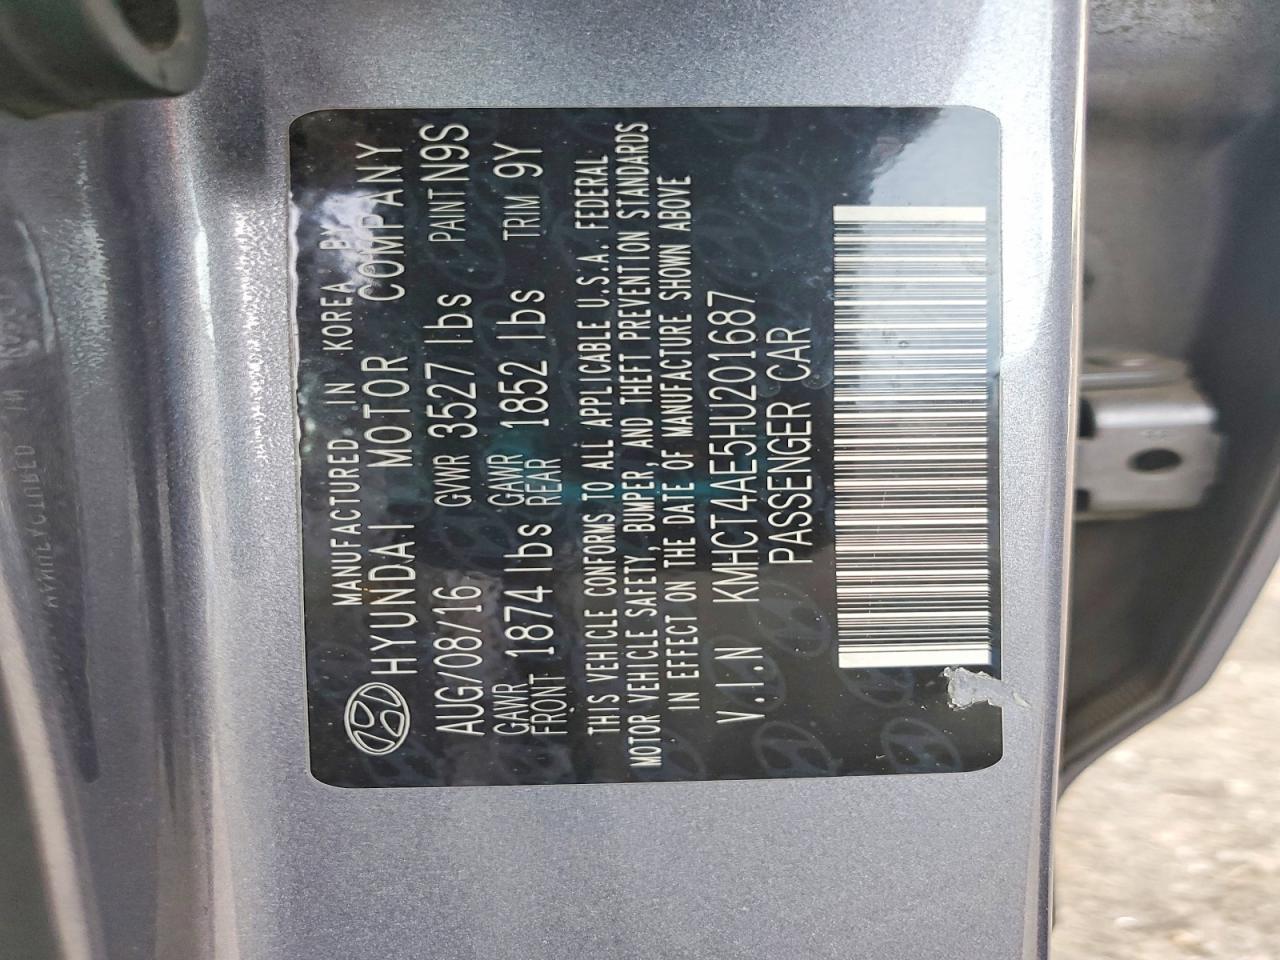 MANUFACTURED IN KOREA BY
HYUNDAI MOTOR COMPANY
AUG/08/16 GVWR 3527 lbs PAINT N9S
GAWR FRONT 1874 lbs GAWR REAR 1852 lbs TRIM 9Y
THIS VEHICLE CONFORMS TO ALL APPLICABLE U.S.A. FEDERAL
MOTOR VEHICLE SAFETY, BUMPER, AND THEFT PREVENTION STANDARDS
IN EFFECT ON THE DATE OF MANUFACTURE SHOWN ABOVE
V.I.N KMHCT4AE5HU201687
PASSENGER CAR